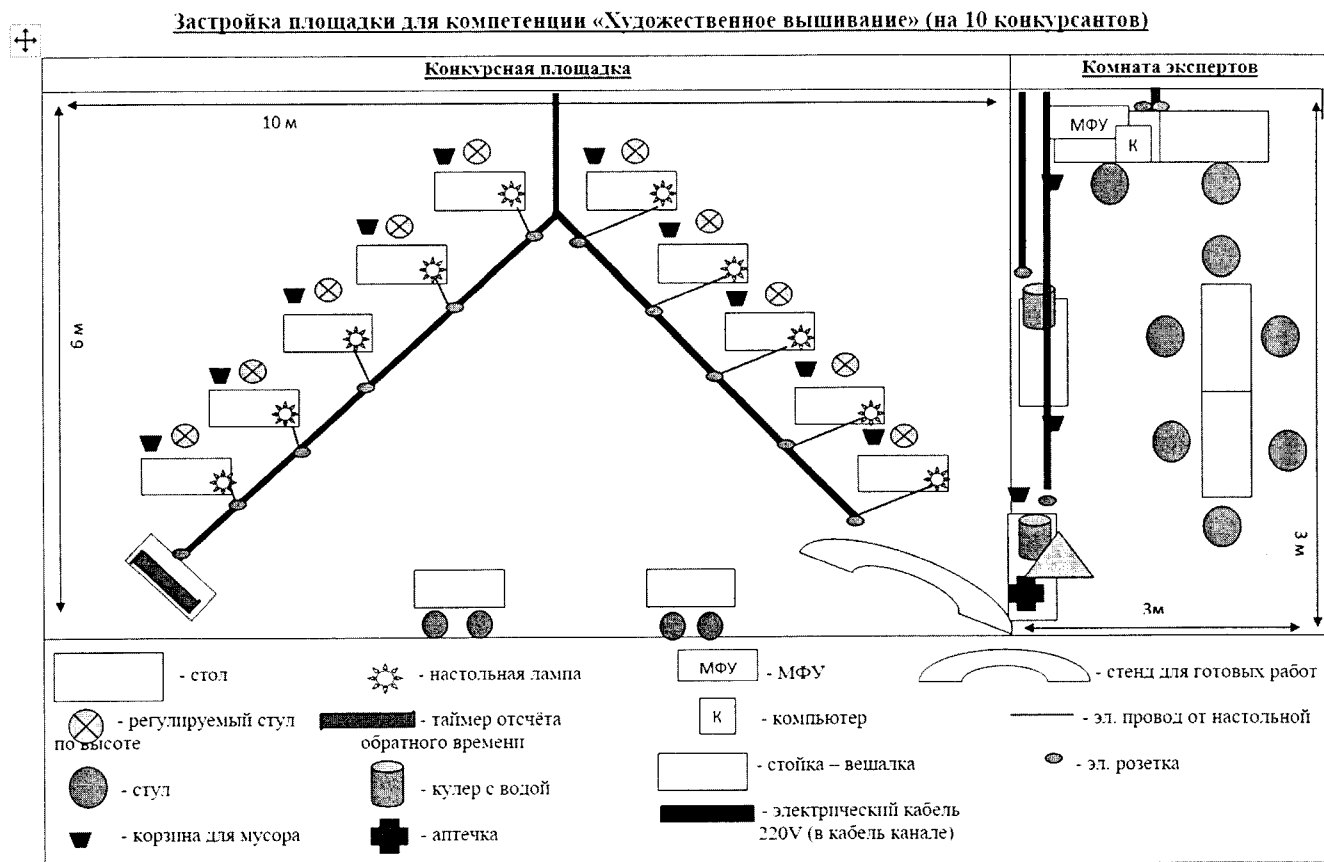 Застройка площадки для компетенции «Художественное вышивание» (на 10 конкурсантов)
Конкурсная площадка
Комната экспертов
10 м
6 м
МФУ
К
3 м
3м
- стол
- настольная лампа
МФУ
- МФУ
- стенд для готовых работ
- регулируемый стул
по высоте
- таймер отсчёта
обратного времени
К
- компьютер
- эл. провод от настольной
- стул
- кулер с водой
- стойка – вешалка
- эл. розетка
- корзина для мусора
- аптечка
- электрический кабель
220V (в кабель канале)